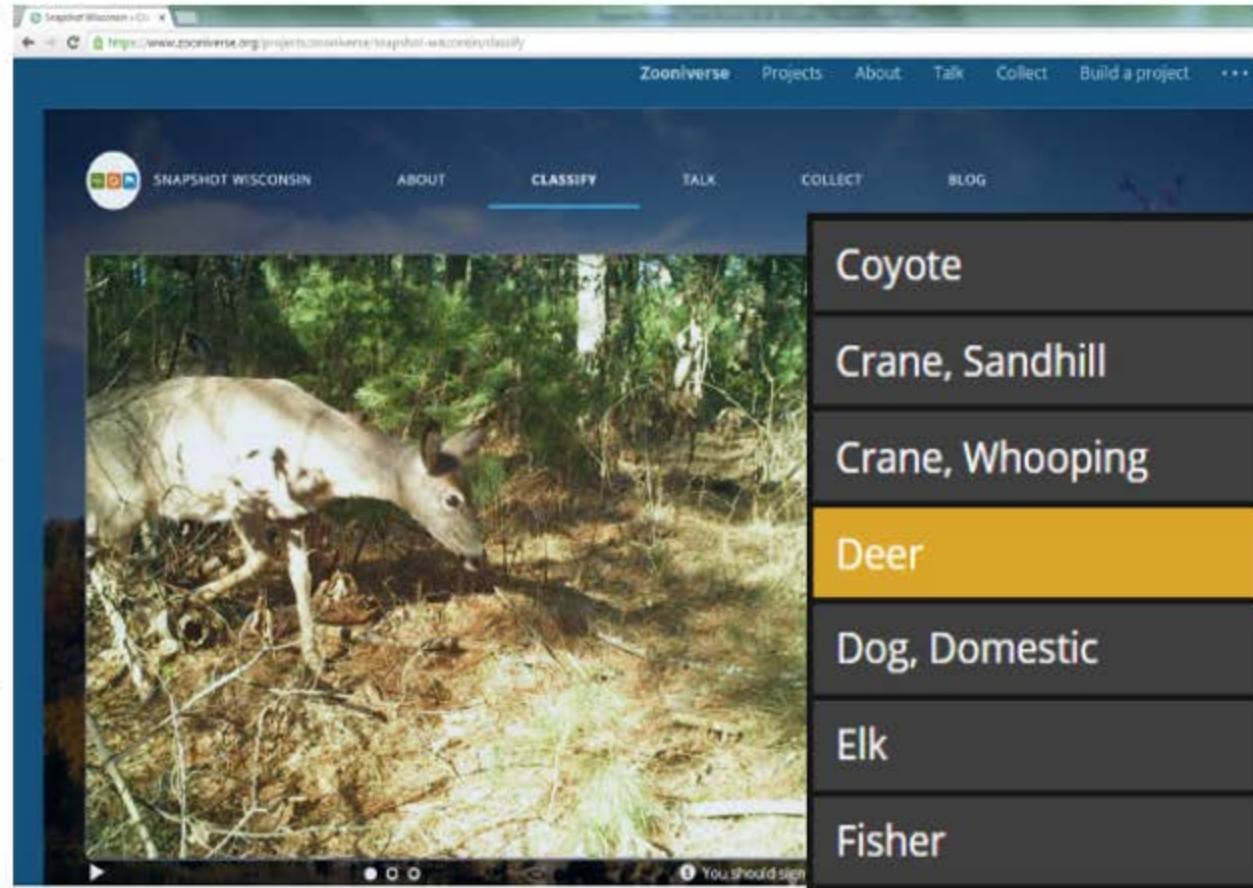 Snapshot Wisconsin
https://www.zooniverse.org/projects/zooniverse/snapshot-wisconsin/classify
Zooniverse Projects About Talk Collect Build a project ...
SNAPSHOT WISCONSIN ABOUT CLASSIFY TALK COLLECT BLOG
Coyote
Crane, Sandhill
Crane, Whooping
Deer
Dog, Domestic
Elk
Fisher
You should sign